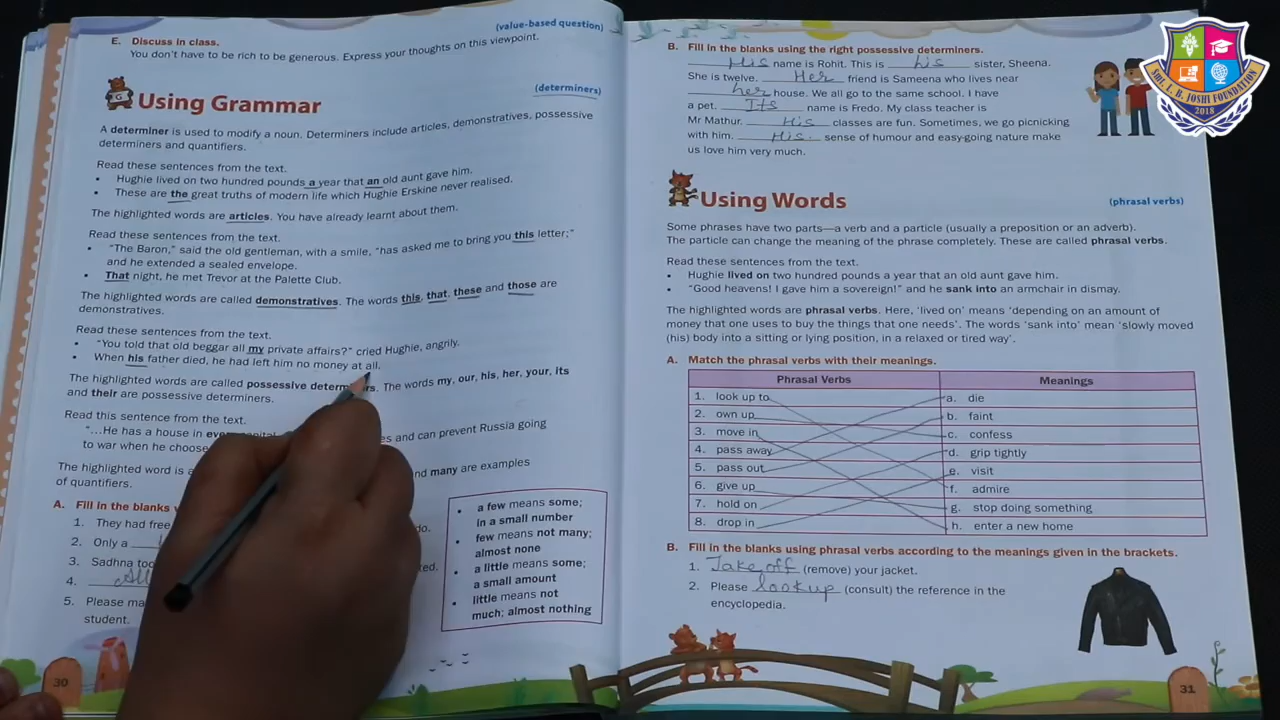 (value-based question)
E. Discuss in class.
You don't have to be rich to be generous. Express your thoughts on this viewpoint.
Using Grammar
(determiners)
A determiner is used to modify a noun. Determiners include articles, demonstratives, possessive
determiners and quantifiers.
Read these sentences from the text.
• Hughie lived on two hundred pounds a year that an old aunt gave him.
• These are the great truths of modern life which Hughie Erskine never realised.
The highlighted words are articles. You have already learnt about them.
Read these sentences from the text.
• "The Baron," said the old gentleman, with a smile, "has asked me to bring you this letter;"
and he extended a sealed envelope.
• That night, he met Trevor at the Palette Club.
The highlighted words are called demonstratives. The words this, that, these and those are
demonstratives.
Read these sentences from the text.
• "You told that old beggar all my private affairs?" cried Hughie, angrily.
• When his father died, he had left him no money at all.
The highlighted words are called possessive determiners. The words my, our, his, her, your, its
and their are possessive determiners.
Read this sentence from the text.
"...He has a house in every es and can prevent Russia going
to war when he choose
The highlighted word is a nd many are examples
of quantifiers.
A. Fill in the blanks
1. They had free do.
2. Only a
3. Sadhna too ted.
4. All
5. Please ma
student.
• a few means some;
in a small number
• few means not many;
almost none
• a little means some;
a small amount
• little means not
much; almost nothing
30
B. Fill in the blanks using the right possessive determiners.
His name is Rohit. This is his sister, Sheena.
She is twelve. Her friend is Sameena who lives near
her house. We all go to the same school. I have
a pet. Its name is Fredo. My class teacher is
Mr Mathur. His classes are fun. Sometimes, we go picnicking
with him. His sense of humour and easy-going nature make
us love him very much.
Using Words
(phrasal verbs)
Some phrases have two parts—a verb and a particle (usually a preposition or an adverb).
The particle can change the meaning of the phrase completely. These are called phrasal verbs.
Read these sentences from the text.
• Hughie lived on two hundred pounds a year that an old aunt gave him.
• "Good heavens! I gave him a sovereign!" and he sank into an armchair in dismay.
The highlighted words are phrasal verbs. Here, 'lived on' means 'depending on an amount of
money that one uses to buy the things that one needs'. The words 'sank into' mean 'slowly moved
(his) body into a sitting or lying position, in a relaxed or tired way'.
A. Match the phrasal verbs with their meanings.
Phrasal Verbs Meanings
1. look up to a. die
2. own up b. faint
3. move in c. confess
4. pass away d. grip tightly
5. pass out e. visit
6. give up f. admire
7. hold on g. stop doing something
8. drop in h. enter a new home
B. Fill in the blanks using phrasal verbs according to the meanings given in the brackets.
1. Take off (remove) your jacket.
2. Please lookup (consult) the reference in the
encyclopedia.
31
SMT. I. B. JOSHI FOUNDATION
2018